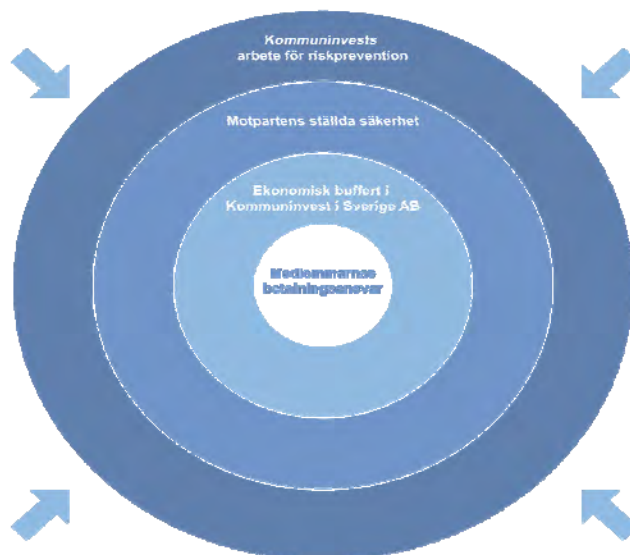 Kommuninvests
arbete för riskprevention
Motpartens ställda säkerhet
Ekonomisk buffert i
Kommuninvest i Sverige AB
Medlemmarnas
betalningsansvar